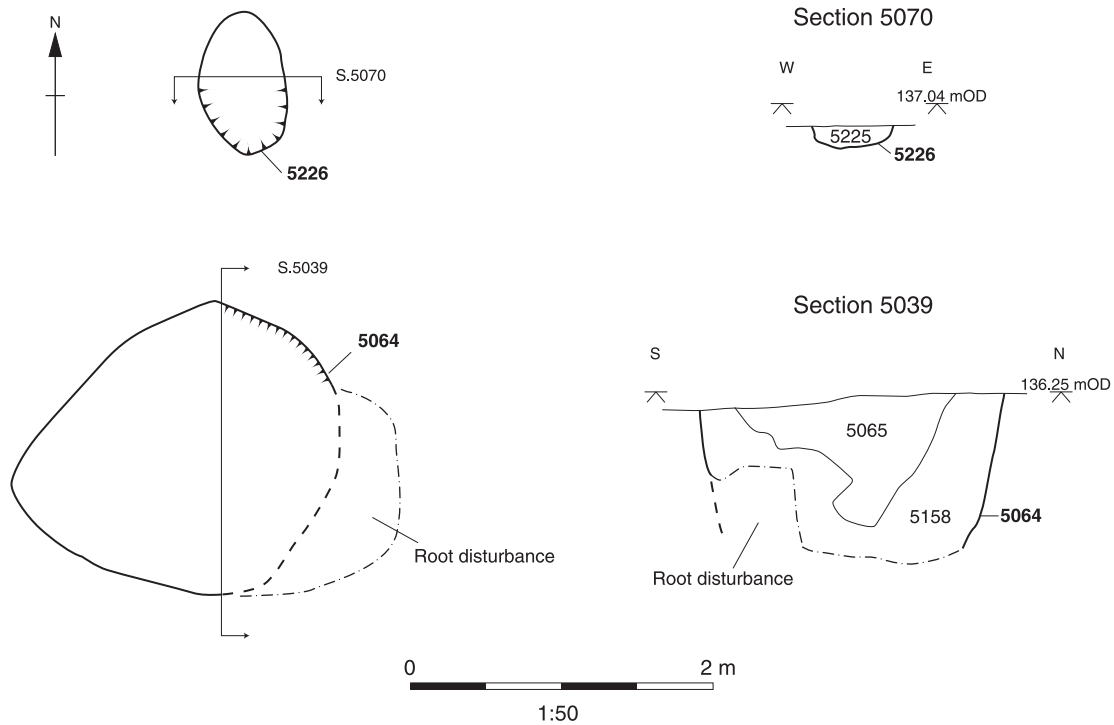 N
S.5070
5226
Section 5070
W
E
137.04 mOD
5225
5226
S.5039
5064
Root disturbance
Section 5039
S
N
136.25 mOD
5065
5158
5064
Root disturbance
0
2 m
1:50